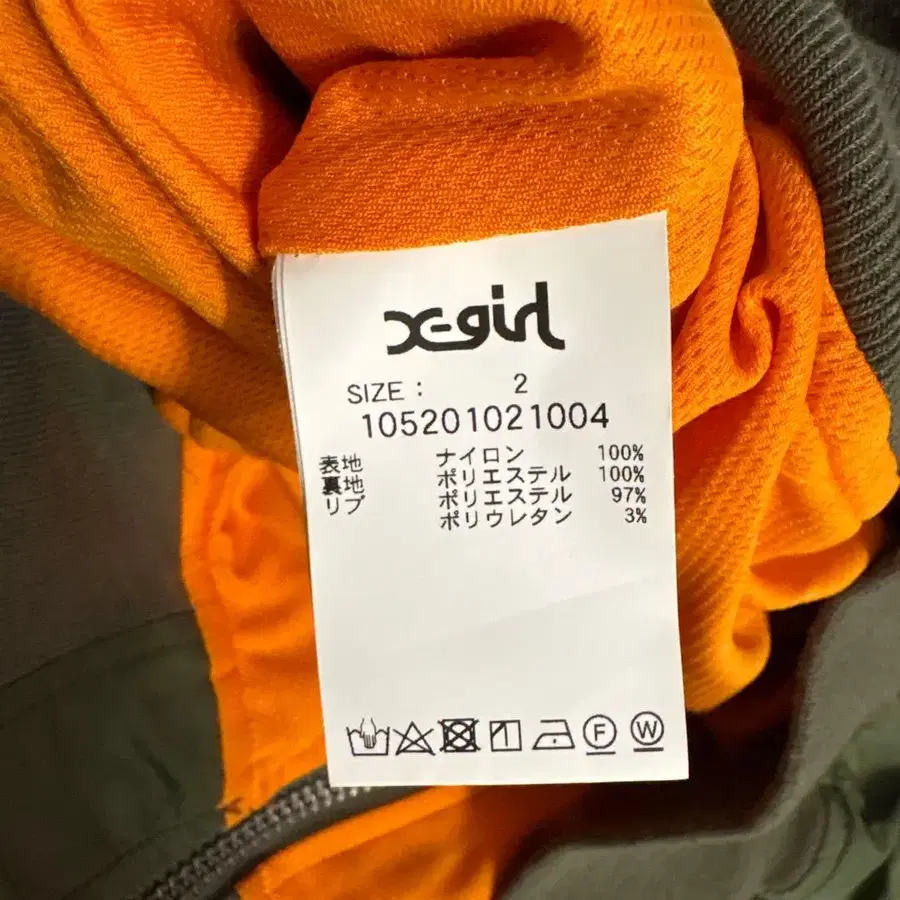 X-girl
SIZE : 2
105201021004
表地 ナイロン 100%
裏地 ポリエステル 100%
リブ ポリエステル 97%
ポリウレタン 3%
F W